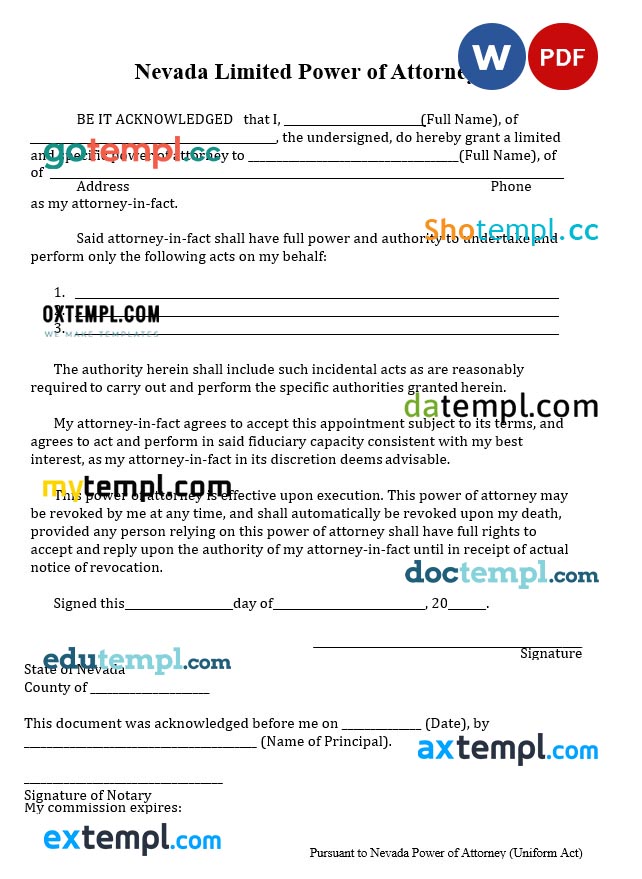 W PDF
Nevada Limited Power of Attorney
BE IT ACKNOWLEDGED that I, ____________________(Full Name), of
___________________________________, the undersigned, do hereby grant a limited
gotempl.cc
and specific power of attorney to ______________________________(Full Name), of
of ______________________________
Address Phone
as my attorney-in-fact.
Shotempl.cc
Said attorney-in-fact shall have full power and authority to undertake and
perform only the following acts on my behalf:
1. ______________________________
OXTEMPL.COM
2. ______________________________
WE MAKE TEMPLATES
3. ______________________________
The authority herein shall include such incidental acts as are reasonably
required to carry out and perform the specific authorities granted herein.
datempl.com
My attorney-in-fact agrees to accept this appointment subject to its terms, and
agrees to act and perform in said fiduciary capacity consistent with my best
interest, as my attorney-in-fact in its discretion deems advisable.
mytempl.com
This power of attorney is effective upon execution. This power of attorney may
be revoked by me at any time, and shall automatically be revoked upon my death,
provided any person relying on this power of attorney shall have full rights to
accept and reply upon the authority of my attorney-in-fact until in receipt of actual
notice of revocation.
doctempl.com
Signed this_______________day of_____________________, 20_____.
Signature
edutempl.com
State of Nevada
County of _________________
This document was acknowledged before me on ___________ (Date), by
_________________________________ (Name of Principal).
axtempl.com
____________________________
Signature of Notary
My commission expires:
extempl.com
Pursuant to Nevada Power of Attorney (Uniform Act)